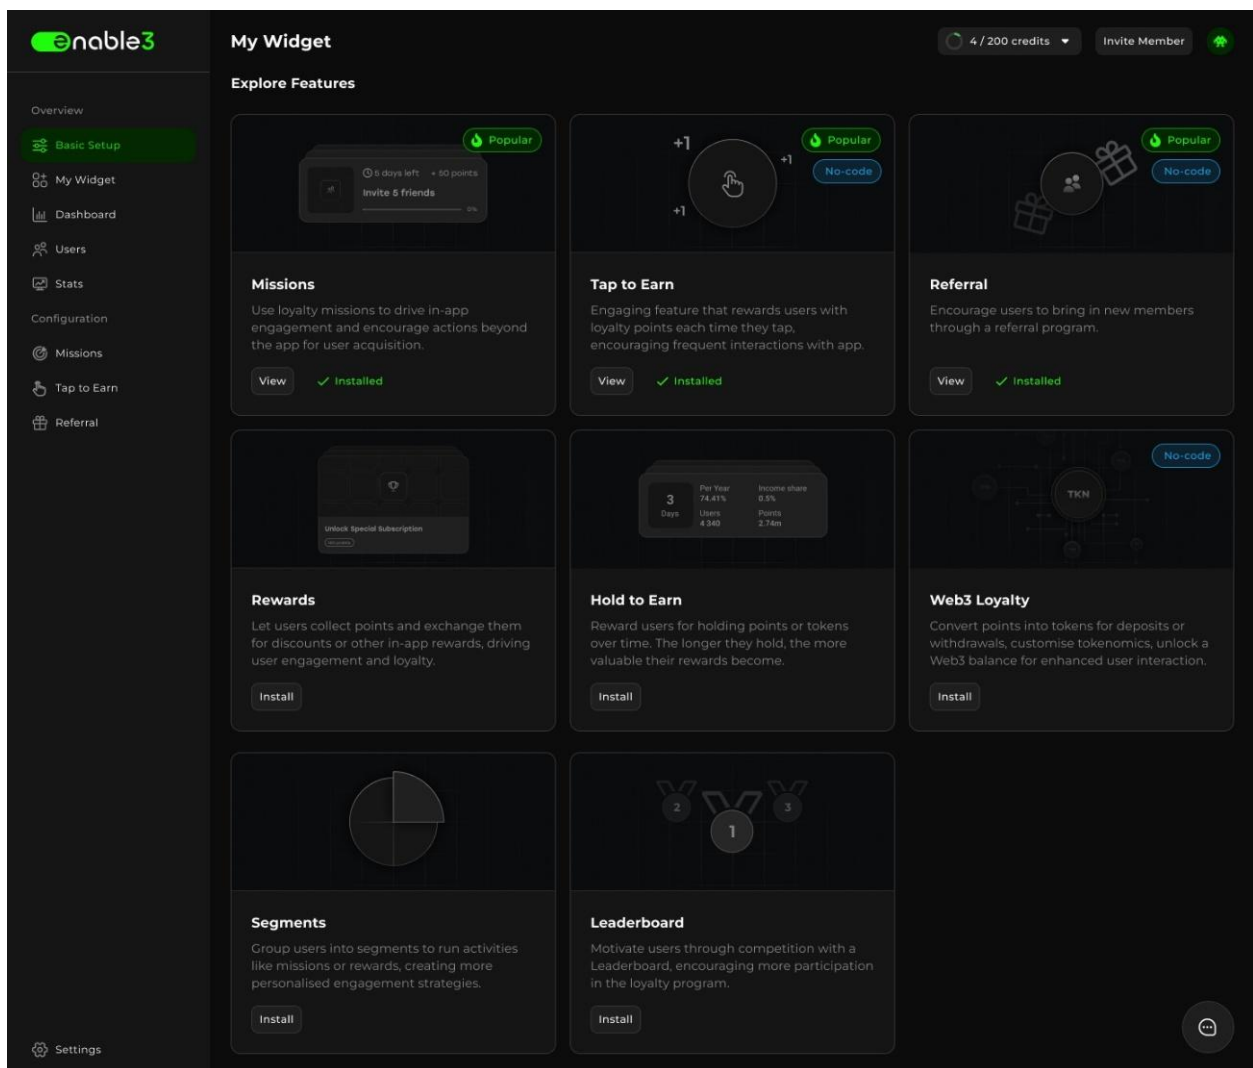 enable3
My Widget
4 / 200 credits
Invite Member
Explore Features
Overview
Basic Setup
My Widget
Dashboard
Users
Stats
Configuration
Missions
Tap to Earn
Referral
Settings
Popular
5 days left + 50 points
Invite 5 friends
0%
Missions
Use loyalty missions to drive in-app
engagement and encourage actions beyond
the app for user acquisition.
View
Installed
+1
+1
+1
Popular
No-code
Tap to Earn
Engaging feature that rewards users with
loyalty points each time they tap,
encouraging frequent interactions with app.
View
Installed
Popular
No-code
Referral
Encourage users to bring in new members
through a referral program.
View
Installed
Unlock Special Subscription
Rewards
Let users collect points and exchange them
for discounts or other in-app rewards, driving
user engagement and loyalty.
Install
3
Days
Per Year
74.41%
Income share
0.5%
Users
4 340
Points
2.74m
Hold to Earn
Reward users for holding points or tokens
over time. The longer they hold, the more
valuable their rewards become.
Install
No-code
TKN
Web3 Loyalty
Convert points into tokens for deposits or
withdrawals, customise tokenomics, unlock a
Web3 balance for enhanced user interaction.
Install
Segments
Group users into segments to run activities
like missions or rewards, creating more
personalised engagement strategies.
Install
2
1
3
Leaderboard
Motivate users through competition with a
Leaderboard, encouraging more participation
in the loyalty program.
Install